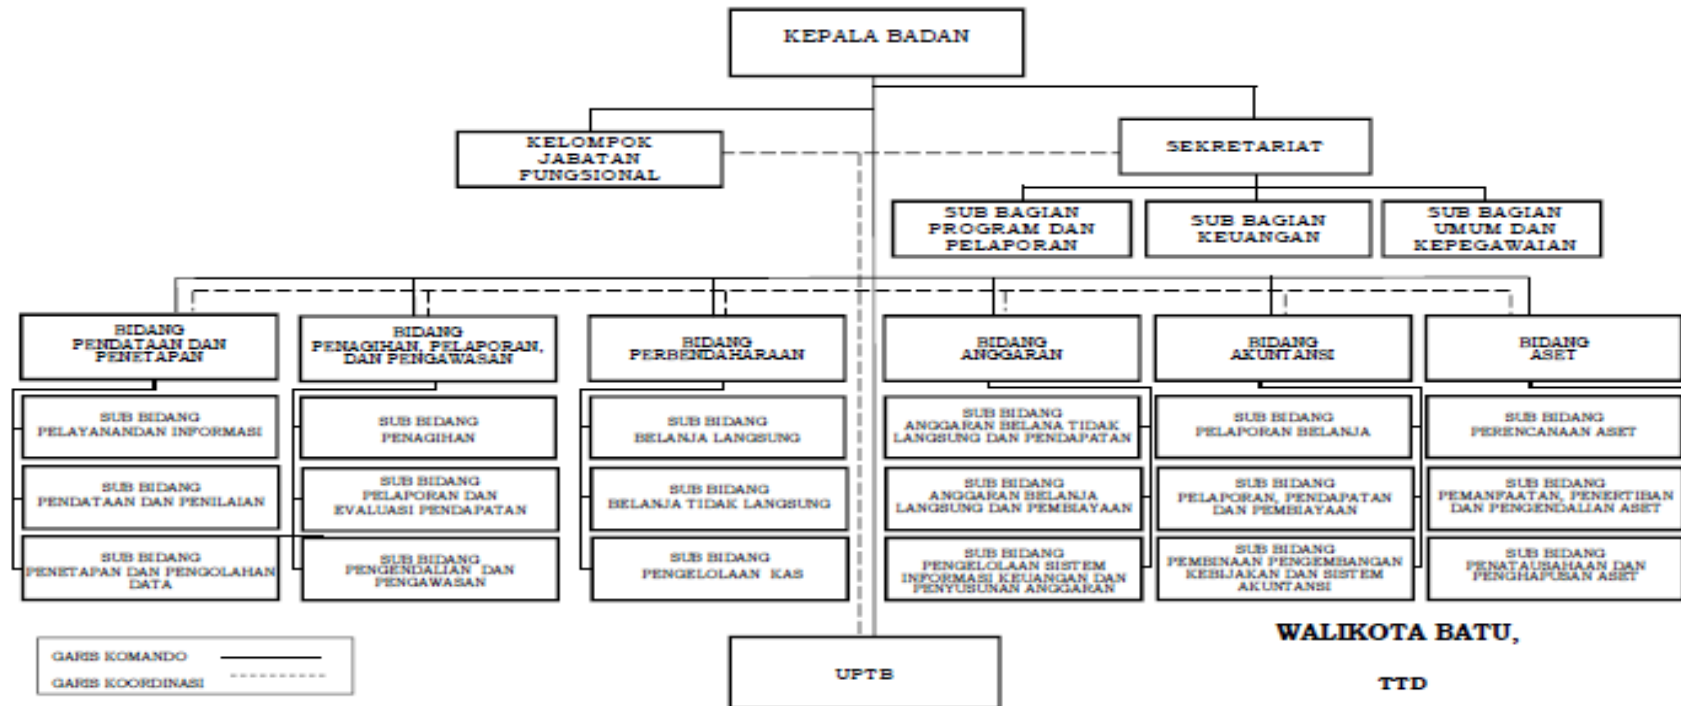 KEPALA BADAN
KELOMPOK
JABATAN
FUNGSIONAL
SEKRETARIAT
SUB BAGIAN
PROGRAM DAN
PELAPORAN
SUB BAGIAN
KEUANGAN
SUB BAGIAN
UMUM DAN
KEPEGAWAIAN
BIDANG
PENDATAAN DAN
PENETAPAN
BIDANG
PENAGIHAN, PELAPORAN,
DAN PENGAWASAN
BIDANG
PERBENDAHARAAN
BIDANG
ANGGARAN
BIDANG
AKUNTANSI
BIDANG
ASET
SUB BIDANG
PELAYANANDAN INFORMASI
SUB BIDANG
PENAGIHAN
SUB BIDANG
BELANJA LANGSUNG
SUB BIDANG
ANGGARAN BELANA TIDAK
LANGSUNG DAN PENDAPATAN
SUB BIDANG
PELAPORAN BELANJA
SUB BIDANG
PERENCANAAN ASET
SUB BIDANG
PENDATAAN DAN PENILAIAN
SUB BIDANG
PELAPORAN DAN
EVALUASI PENDAPATAN
SUB BIDANG
BELANJA TIDAK LANGSUNG
SUB BIDANG
ANGGARAN BELANJA
LANGSUNG DAN PEMBIAYAAN
SUB BIDANG
PELAPORAN, PENDAPATAN
DAN PEMBIAYAAN
SUB BIDANG
PEMANFAATAN, PENERTIBAN
DAN PENGENDALIAN ASET
SUB BIDANG
PENETAPAN DAN PENGOLAHAN
DATA
SUB BIDANG
PENGENDALIAN DAN
PENGAWASAN
SUB BIDANG
PENGELOLAAN KAS
SUB BIDANG
PENGELOLAAN SISTEM
INFORMASI KEUANGAN DAN
PENYUSUNAN ANGGARAN
SUB BIDANG
PEMBINAAN PENGEMBANGAN
KEBIJAKAN DAN SISTEM
AKUNTANSI
SUB BIDANG
PENATAUSAHAAN DAN
PENGHAPUSAN ASET
GARIS KOMANDO
GARIS KOORDINASI
UPTB
WALIKOTA BATU,
TTD